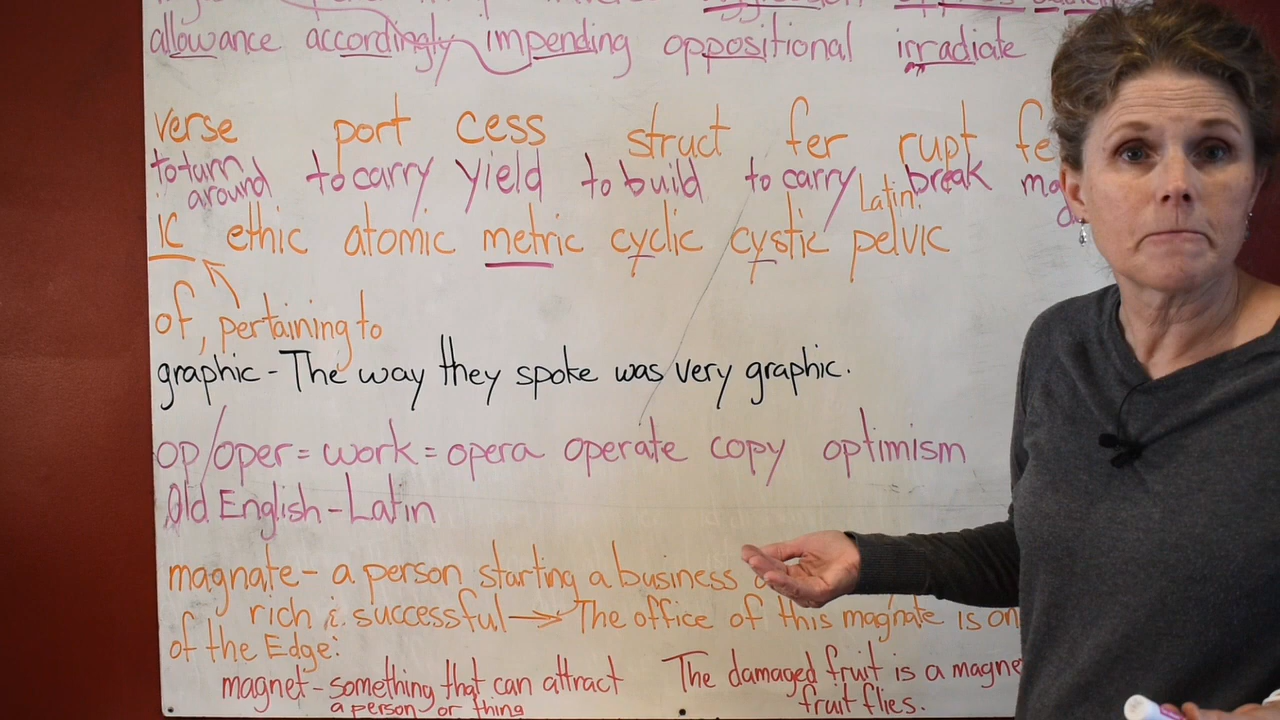 allowance accordingly impending oppositional irradiate
verse port cess struct fer rupt fe
to turn around to carry yield to build to carry break ma
Latin:
ic ethic atomic metric cyclic cystic pelvic
of, pertaining to
graphic - The way they spoke was very graphic.
op/oper = work = opera operate copy optimism
Old English - Latin
magnate - a person starting a business
rich i. successful → The office of this magnate is on
of the Edge:
magnet - something that can attract The damaged fruit is a magne
a person or thing fruit flies.